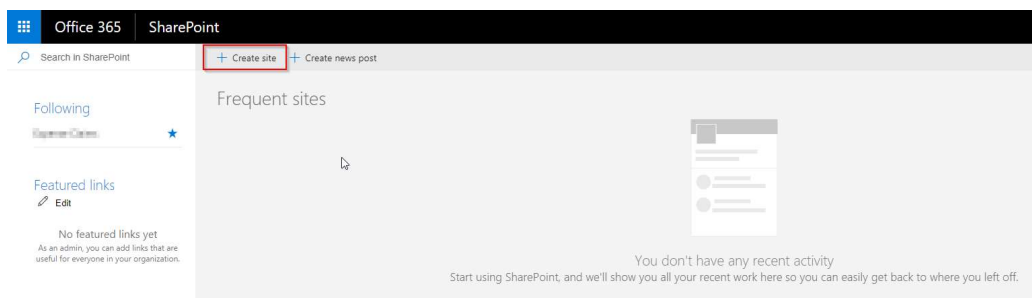 Office 365 SharePoint
Search in SharePoint
Create site Create news post
Frequent sites
Following
Featured links
Edit
No featured links yet
As an admin, you can add links that are
useful for everyone in your organization.
You don't have any recent activity
Start using SharePoint, and we'll show you all your recent work here so you can easily get back to where you left off.